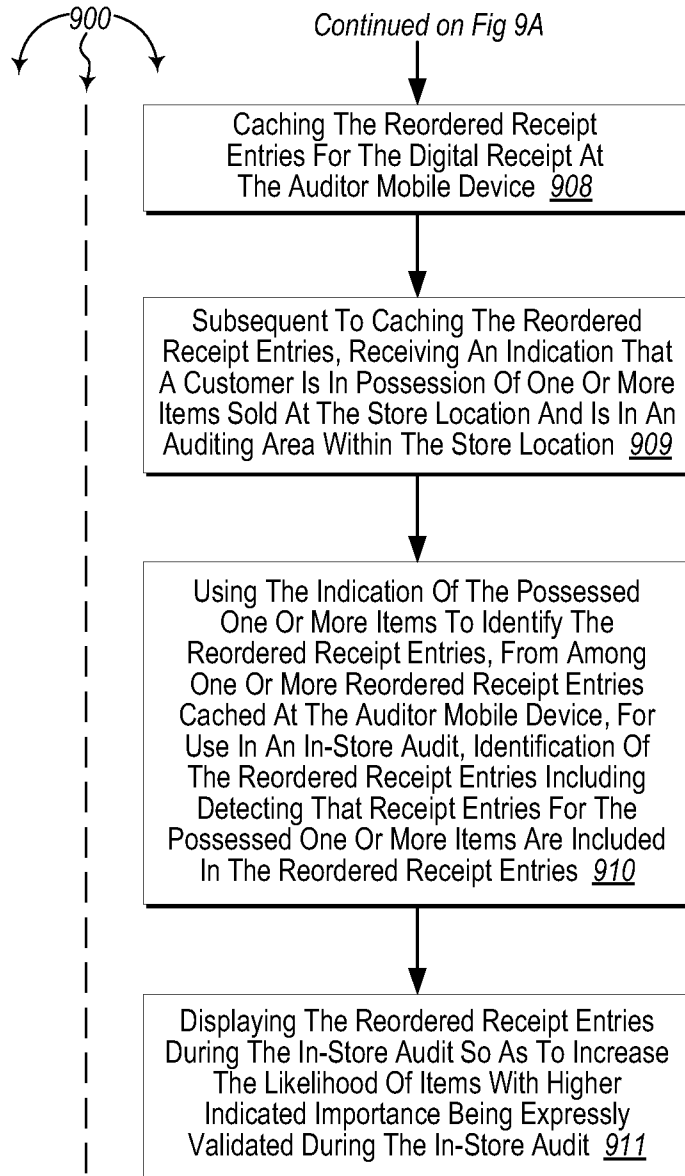 900
Continued on Fig 9A
Caching The Reordered Receipt
Entries For The Digital Receipt At
The Auditor Mobile Device 908
Subsequent To Caching The Reordered
Receipt Entries, Receiving An Indication That
A Customer Is In Possession Of One Or More
Items Sold At The Store Location And Is In An
Auditing Area Within The Store Location 909
Using The Indication Of The Possessed
One Or More Items To Identify The
Reordered Receipt Entries, From Among
One Or More Reordered Receipt Entries
Cached At The Auditor Mobile Device, For
Use In An In-Store Audit, Identification Of
The Reordered Receipt Entries Including
Detecting That Receipt Entries For The
Possessed One Or More Items Are Included
In The Reordered Receipt Entries 910
Displaying The Reordered Receipt Entries
During The In-Store Audit So As To Increase
The Likelihood Of Items With Higher
Indicated Importance Being Expressly
Validated During The In-Store Audit 911